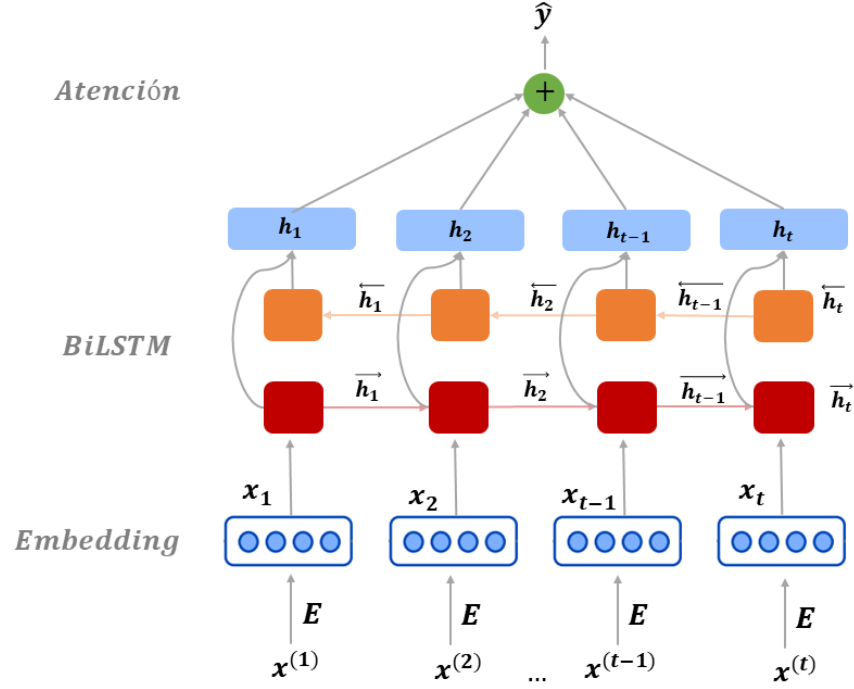 ŷ
Atención
+
h₁ h₂ hₜ₋₁ hₜ
←h₁ ←h₂ ←hₜ₋₁ ←hₜ
BiLSTM
→h₁ →h₂ →hₜ₋₁ →hₜ
x₁ x₂ xₜ₋₁ xₜ
Embedding
E E E E
x⁽¹⁾ x⁽²⁾ ... x⁽ᵗ⁻¹⁾ x⁽ᵗ⁾